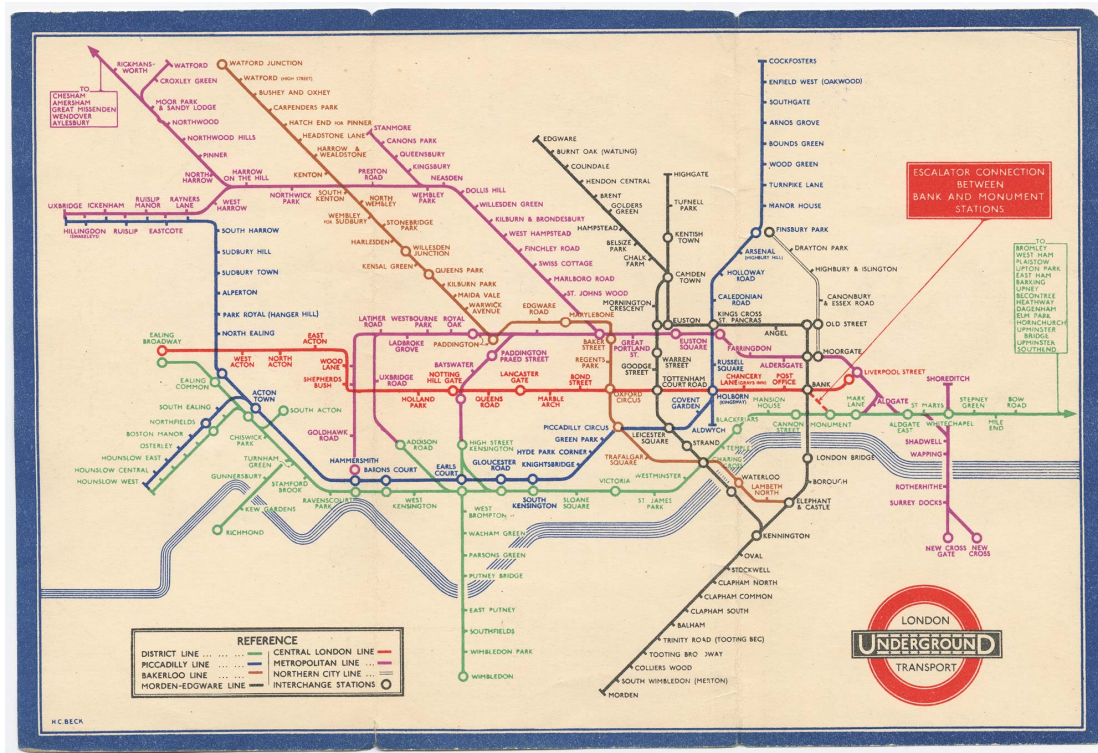 RICKMANS-
WORTH
WATFORD
CROXLEY GREEN
TO
CHESHAM
AMERSHAM
GREAT MISSENDEN
WENDOVER
AYLESBURY
MOOR PARK
& SANDY LODGE
NORTHWOOD
NORTHWOOD HILLS
PINNER
NORTH
HARROW
HARROW
ON THE HILL
NORTHWICK
PARK
PRESTON
ROAD
WEMBLEY
PARK
NEASDEN
UXBRIDGE
ICKENHAM
RUISLIP
MANOR
RAYNERS
LANE
WEST
HARROW
HILLINGDON
(SWAKELEYS)
RUISLIP
EASTCOTE
WATFORD JUNCTION
WATFORD (HIGH STREET)
BUSHEY AND OXHEY
CARPENDERS PARK
HATCH END FOR PINNER
HEADSTONE LANE
HARROW &
WEALDSTONE
KENTON
SOUTH
KENTON
NORTH
WEMBLEY
WEMBLEY
FOR SUDBURY
STONEBRIDGE
PARK
HARLESDEN
WILLESDEN
JUNCTION
KENSAL GREEN
QUEENS PARK
KILBURN PARK
MAIDA VALE
WARWICK
AVENUE
PADDINGTON
EDGWARE
ROAD
MARYLEBONE
STANMORE
CANONS PARK
QUEENSBURY
KINGSBURY
DOLLIS HILL
WILLESDEN GREEN
KILBURN & BRONDESBURY
WEST HAMPSTEAD
FINCHLEY ROAD
SWISS COTTAGE
MARLBORO ROAD
ST. JOHNS WOOD
EDGWARE
BURNT OAK (WATLING)
COLINDALE
HENDON CENTRAL
BRENT
GOLDERS
GREEN
HAMPSTEAD
BELSIZE
PARK
CHALK
FARM
CAMDEN
TOWN
HIGHGATE
TUFNELL
PARK
KENTISH
TOWN
MORNINGTON
CRESCENT
EUSTON
COCKFOSTERS
ENFIELD WEST (OAKWOOD)
SOUTHGATE
ARNOS GROVE
BOUNDS GREEN
WOOD GREEN
TURNPIKE LANE
MANOR HOUSE
FINSBURY PARK
ARSENAL
(HIGHBURY HILL)
HOLLOWAY
ROAD
CALEDONIAN
ROAD
KINGS CROSS
ST. PANCRAS
DRAYTON PARK
HIGHBURY & ISLINGTON
CANONBURY
& ESSEX ROAD
OLD STREET
ANGEL
MOORGATE
ESCALATOR CONNECTION
BETWEEN
BANK AND MONUMENT
STATIONS
TO
BROMLEY
WEST HAM
PLAISTOW
UPTON PARK
EAST HAM
BARKING
UPNEY
BECONTREE
HEATHWAY
DAGENHAM
ELM PARK
HORNCHURCH
UPMINSTER
BRIDGE
UPMINSTER
SOUTHEND
SOUTH HARROW
SUDBURY HILL
SUDBURY TOWN
ALPERTON
PARK ROYAL (HANGER HILL)
NORTH EALING
EALING
BROADWAY
WEST
ACTON
NORTH
ACTON
EAST
ACTON
WOOD
LANE
SHEPHERDS
BUSH
HOLLAND
PARK
NOTTING
HILL GATE
QUEENS
ROAD
LANCASTER
GATE
MARBLE
ARCH
BOND
STREET
OXFORD
CIRCUS
TOTTENHAM
COURT ROAD
HOLBORN
(KINGSWAY)
CHANCERY
LANE (GRAYS INN)
POST
OFFICE
BANK
LIVERPOOL STREET
LATIMER
ROAD
LADBROKE
GROVE
WESTBOURNE
PARK
ROYAL
OAK
UXBRIDGE
ROAD
GOLDHAWK
ROAD
BAYSWATER
PADDINGTON
PRAED STREET
BAKER
STREET
REGENTS
PARK
GREAT
PORTLAND
ST.
EUSTON
SQUARE
WARREN
STREET
GOODGE
STREET
RUSSELL
SQUARE
FARRINGDON
ALDERSGATE
COVENT
GARDEN
ALDWYCH
LEICESTER
SQUARE
PICCADILLY CIRCUS
GREEN PARK
HYDE PARK CORNER
KNIGHTSBRIDGE
TRAFALGAR
SQUARE
STRAND
CHARING
CROSS
TEMPLE
BLACKFRIARS
MANSION
HOUSE
CANNON
STREET
MONUMENT
MARK
LANE
ALDGATE
ALDGATE
EAST
ST MARYS
WHITECHAPEL
SHOREDITCH
STEPNEY
GREEN
MILE
END
BOW
ROAD
SHADWELL
WAPPING
ROTHERHITHE
SURREY DOCKS
NEW CROSS
GATE
NEW
CROSS
EALING
COMMON
ACTON
TOWN
SOUTH EALING
NORTHFIELDS
BOSTON MANOR
OSTERLEY
HOUNSLOW EAST
HOUNSLOW CENTRAL
HOUNSLOW WEST
SOUTH ACTON
CHISWICK
PARK
TURNHAM
GREEN
GUNNERSBURY
KEW GARDENS
RICHMOND
STAMFORD
BROOK
RAVENSCOURT
PARK
HAMMERSMITH
BARONS COURT
WEST
KENSINGTON
ADDISON
ROAD
EARLS
COURT
HIGH STREET
KENSINGTON
GLOUCESTER
ROAD
SOUTH
KENSINGTON
SLOANE
SQUARE
VICTORIA
ST. JAMES
PARK
WESTMINSTER
WATERLOO
LAMBETH
NORTH
LONDON BRIDGE
BOROUGH
ELEPHANT
& CASTLE
KENNINGTON
OVAL
STOCKWELL
CLAPHAM NORTH
CLAPHAM COMMON
CLAPHAM SOUTH
BALHAM
TRINITY ROAD (TOOTING BEC)
TOOTING BRO DWAY
COLLIERS WOOD
SOUTH WIMBLEDON (MERTON)
MORDEN
WEST
BROMPTON
WALHAM GREEN
PARSONS GREEN
PUTNEY BRIDGE
EAST PUTNEY
SOUTHFIELDS
WIMBLEDON PARK
WIMBLEDON
REFERENCE
DISTRICT LINE
PICCADILLY LINE
BAKERLOO LINE
MORDEN-EDGWARE LINE
CENTRAL LONDON LINE
METROPOLITAN LINE
NORTHERN CITY LINE
INTERCHANGE STATIONS
LONDON
UNDERGROUND
TRANSPORT
H.C. BECK